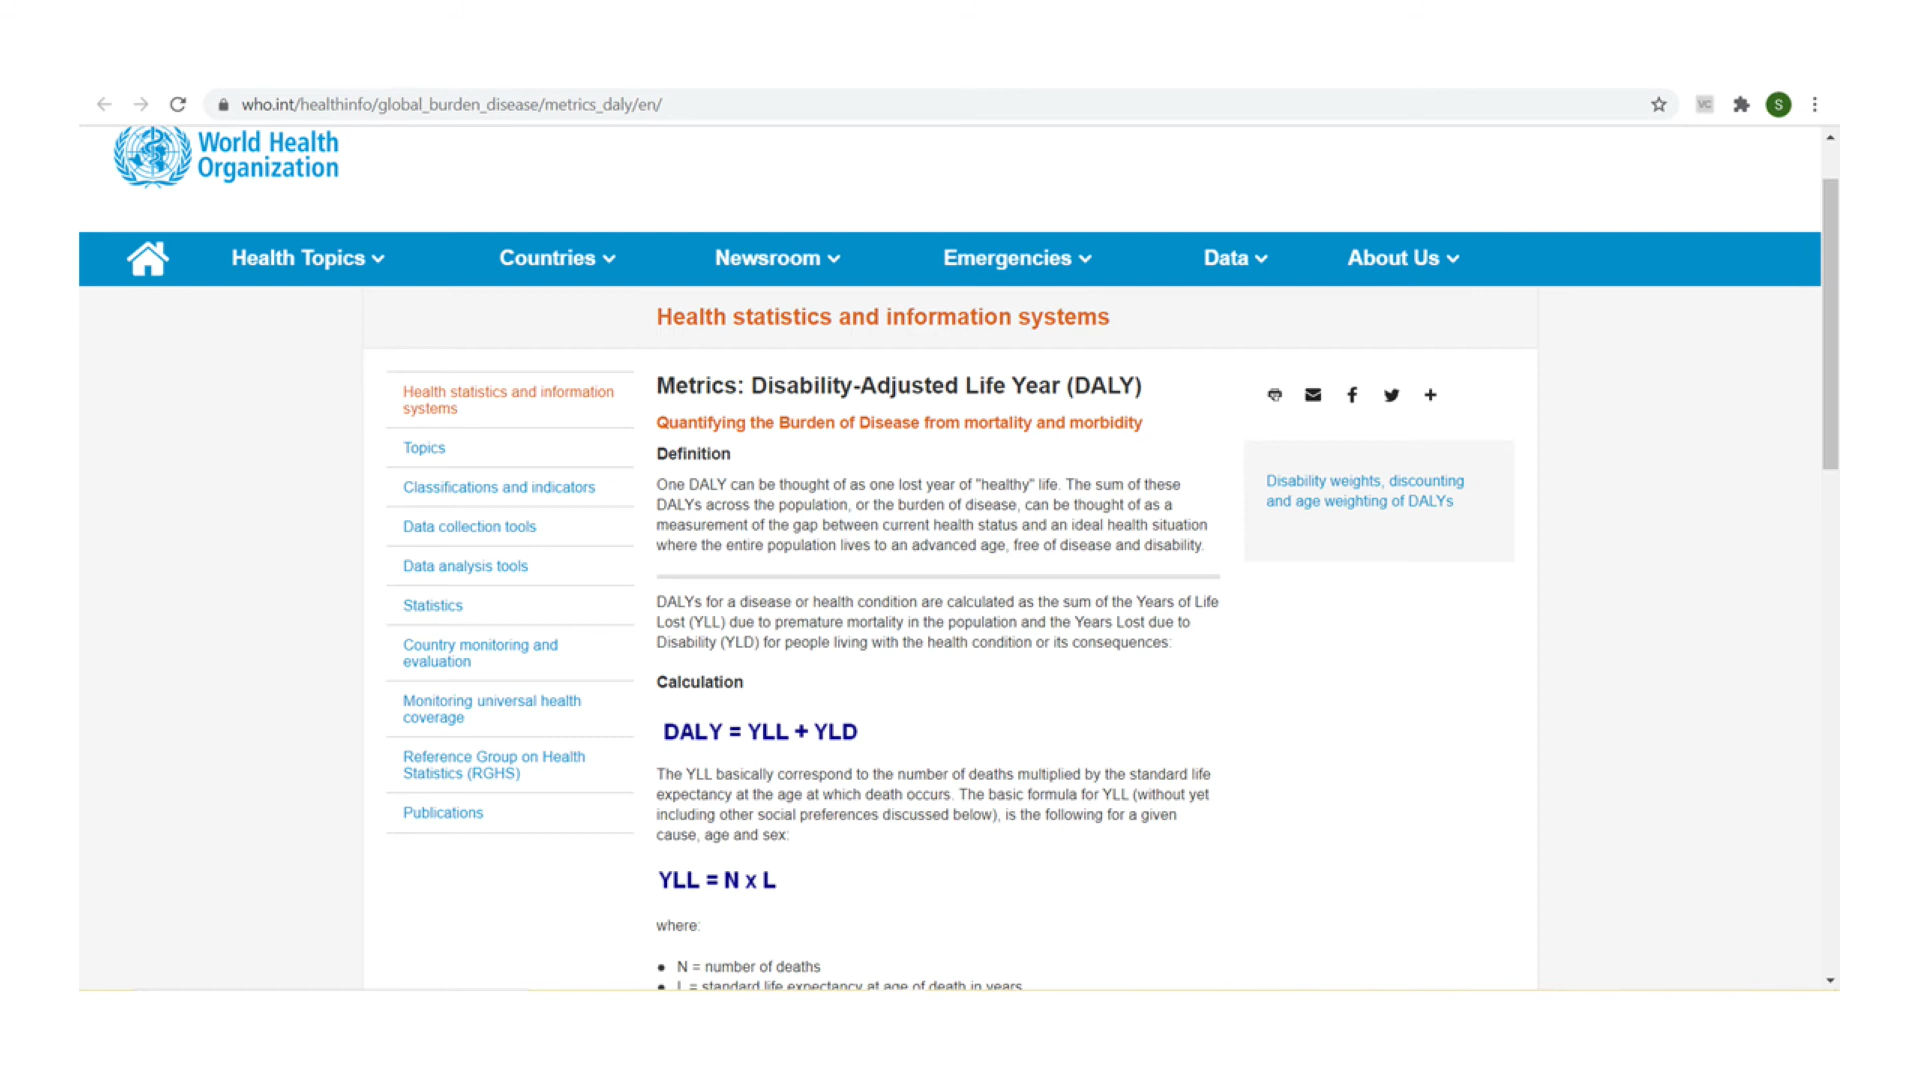 who.int/healthinfo/global_burden_disease/metrics_daly/en/
VC
S
World Health
Organization
Health Topics
Countries
Newsroom
Emergencies
Data
About Us
Health statistics and information systems
Health statistics and information
systems
Topics
Classifications and indicators
Data collection tools
Data analysis tools
Statistics
Country monitoring and
evaluation
Monitoring universal health
coverage
Reference Group on Health
Statistics (RGHS)
Publications
Metrics: Disability-Adjusted Life Year (DALY)
Quantifying the Burden of Disease from mortality and morbidity
Definition
One DALY can be thought of as one lost year of "healthy" life. The sum of these
DALYs across the population, or the burden of disease, can be thought of as a
measurement of the gap between current health status and an ideal health situation
where the entire population lives to an advanced age, free of disease and disability.
DALYs for a disease or health condition are calculated as the sum of the Years of Life
Lost (YLL) due to premature mortality in the population and the Years Lost due to
Disability (YLD) for people living with the health condition or its consequences:
Calculation
DALY = YLL + YLD
The YLL basically correspond to the number of deaths multiplied by the standard life
expectancy at the age at which death occurs. The basic formula for YLL (without yet
including other social preferences discussed below), is the following for a given
cause, age and sex:
YLL = N x L
where:
● N = number of deaths
● L = standard life expectancy at age of death in years
Disability weights, discounting
and age weighting of DALYs